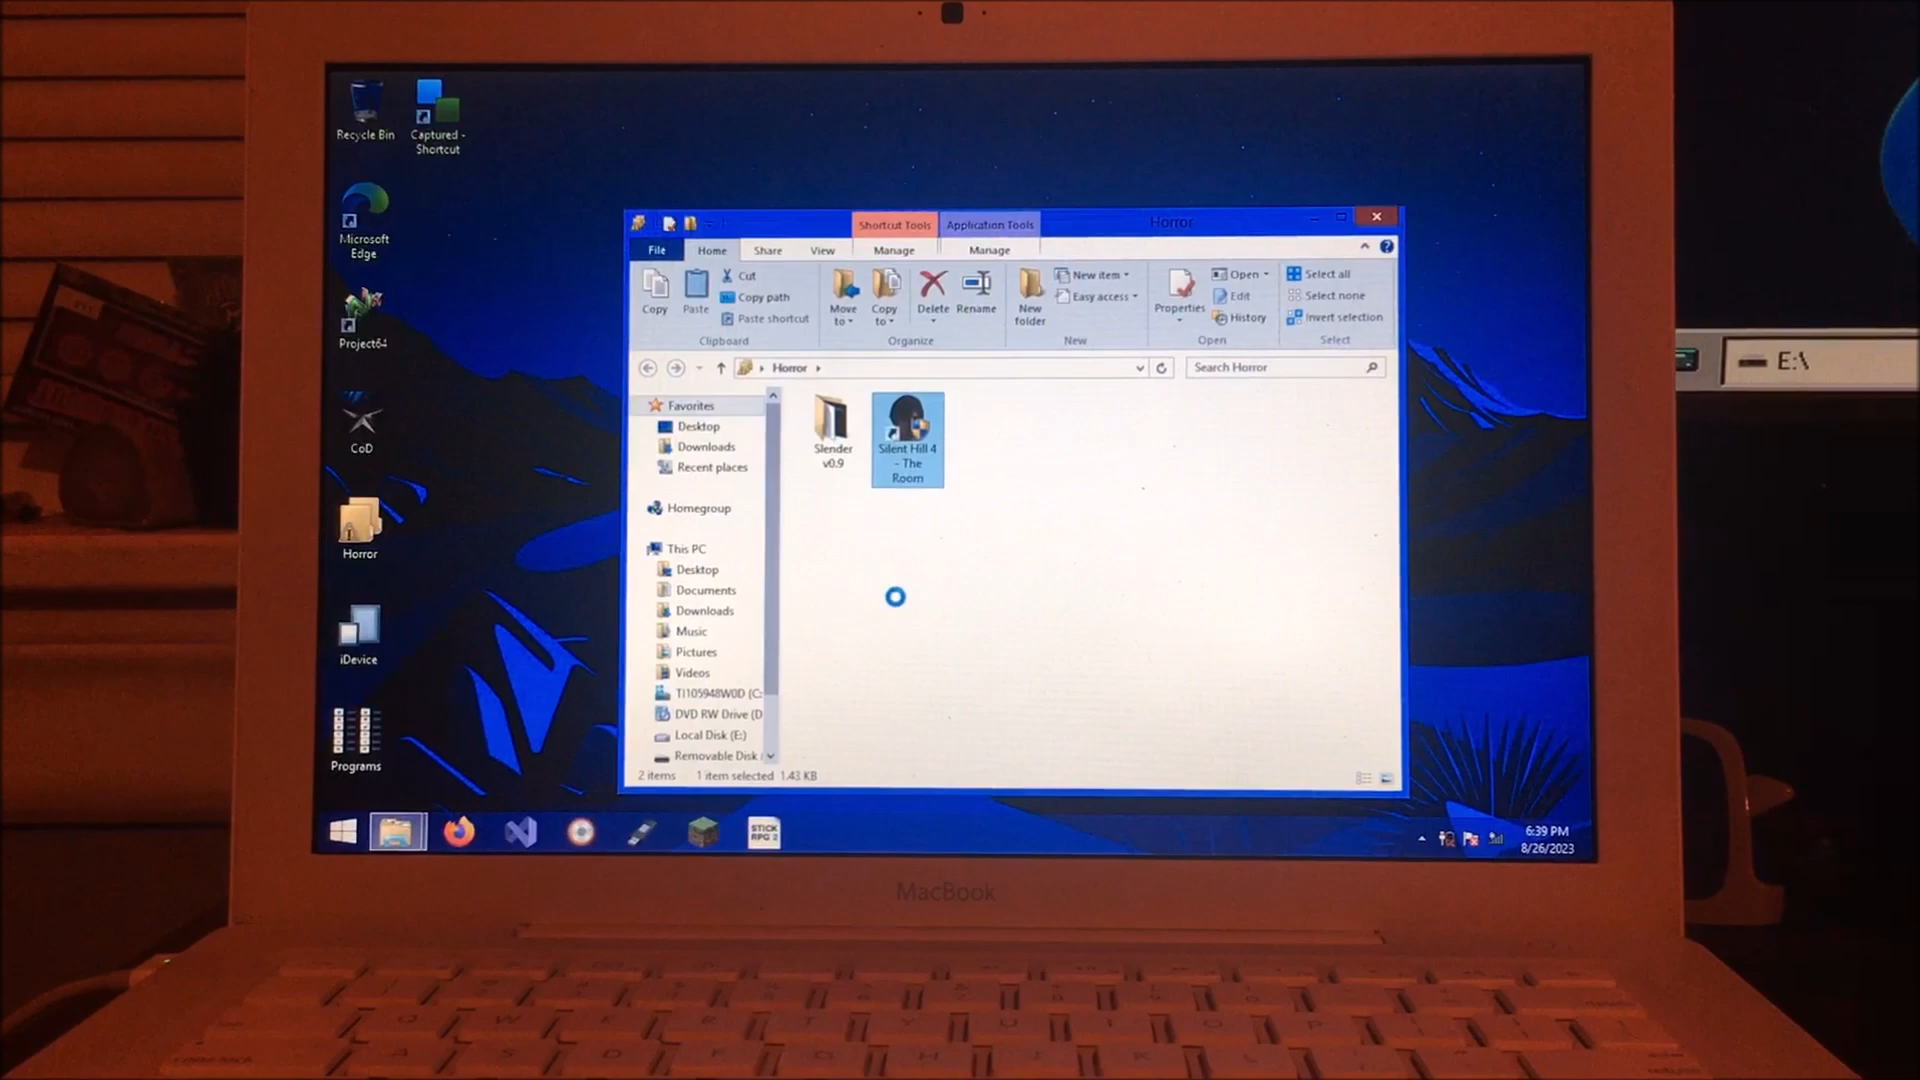 Recycle Bin
Captured -
Shortcut
Microsoft
Edge
Project64
CoD
Horror
iDevice
Programs
Shortcut Tools
Application Tools
Horror
File
Home
Share
View
Manage
Manage
Copy
Paste
Cut
Copy path
Paste shortcut
Clipboard
Move
to
Copy
to
Delete
Rename
Organize
New
folder
New item
Easy access
New
Properties
Open
Edit
History
Open
Select all
Select none
Invert selection
Select
Horror
Search Horror
Favorites
Desktop
Downloads
Recent places
Homegroup
This PC
Desktop
Documents
Downloads
Music
Pictures
Videos
TI105948W0D (C:
DVD RW Drive (D
Local Disk (E:)
Removable Disk
Slender
v0.9
Silent Hill 4
- The
Room
2 items
1 item selected 1.43 KB
STICK
RPG 2
6:39 PM
8/26/2023
E:\
MacBook
Q W E R T Y U I O P
A S D F G H J K L